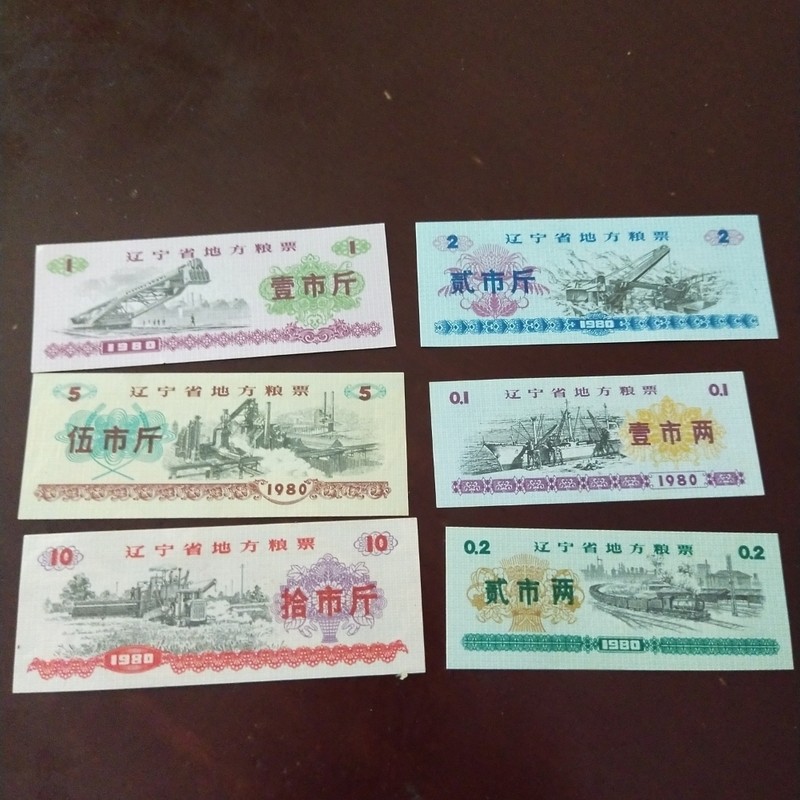 1 辽宁省地方粮票 1
壹市斤
1980
2 辽宁省地方粮票 2
贰市斤
1980
5 辽宁省地方粮票 5
伍市斤
1980
0.1 辽宁省地方粮票 0.1
壹市两
1980
10 辽宁省地方粮票 10
拾市斤
1980
0.2 辽宁省地方粮票 0.2
贰市两
1980